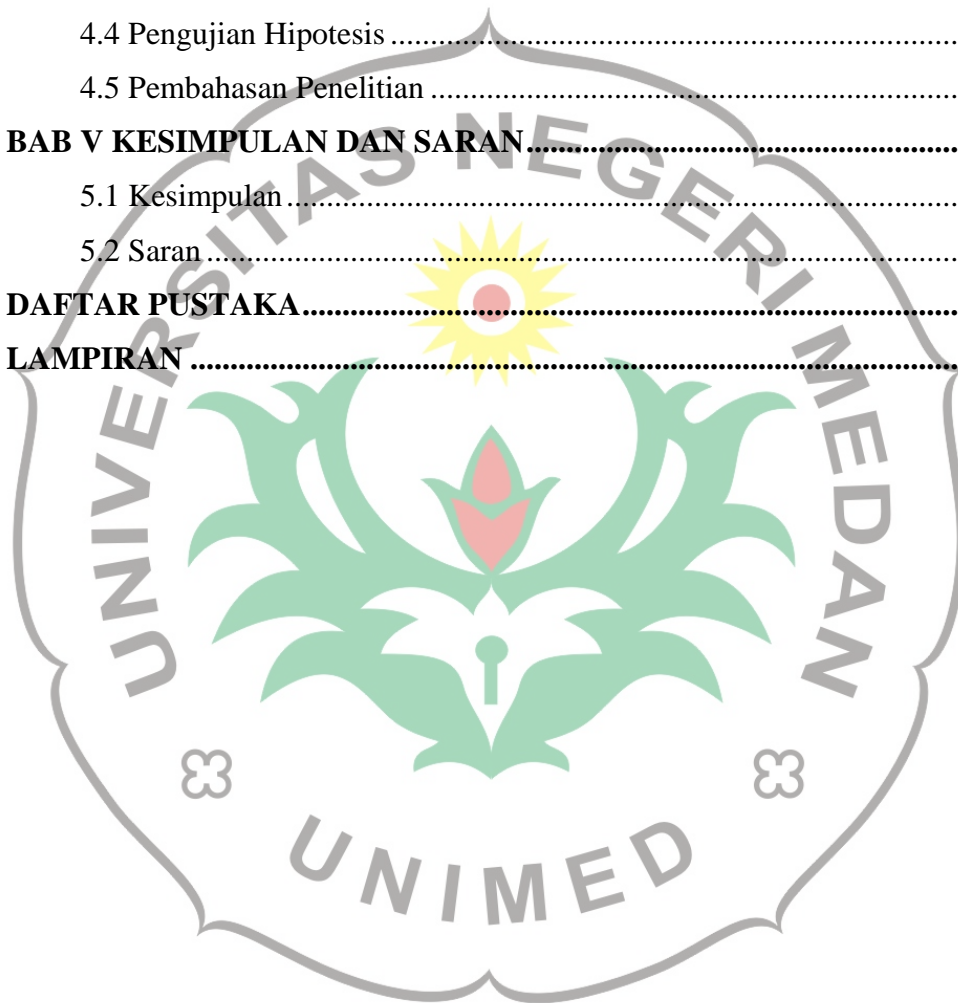 4.4 Pengujian Hipotesis ........................................................................
4.5 Pembahasan Penelitian ...................................................................
BAB V KESIMPULAN DAN SARAN.......................................................
5.1 Kesimpulan .....................................................................................
5.2 Saran ...............................................................................................
DAFTAR PUSTAKA...................................................................................
LAMPIRAN .................................................................................................
UNIVERSITAS NEGERI MEDAN
UNIMED